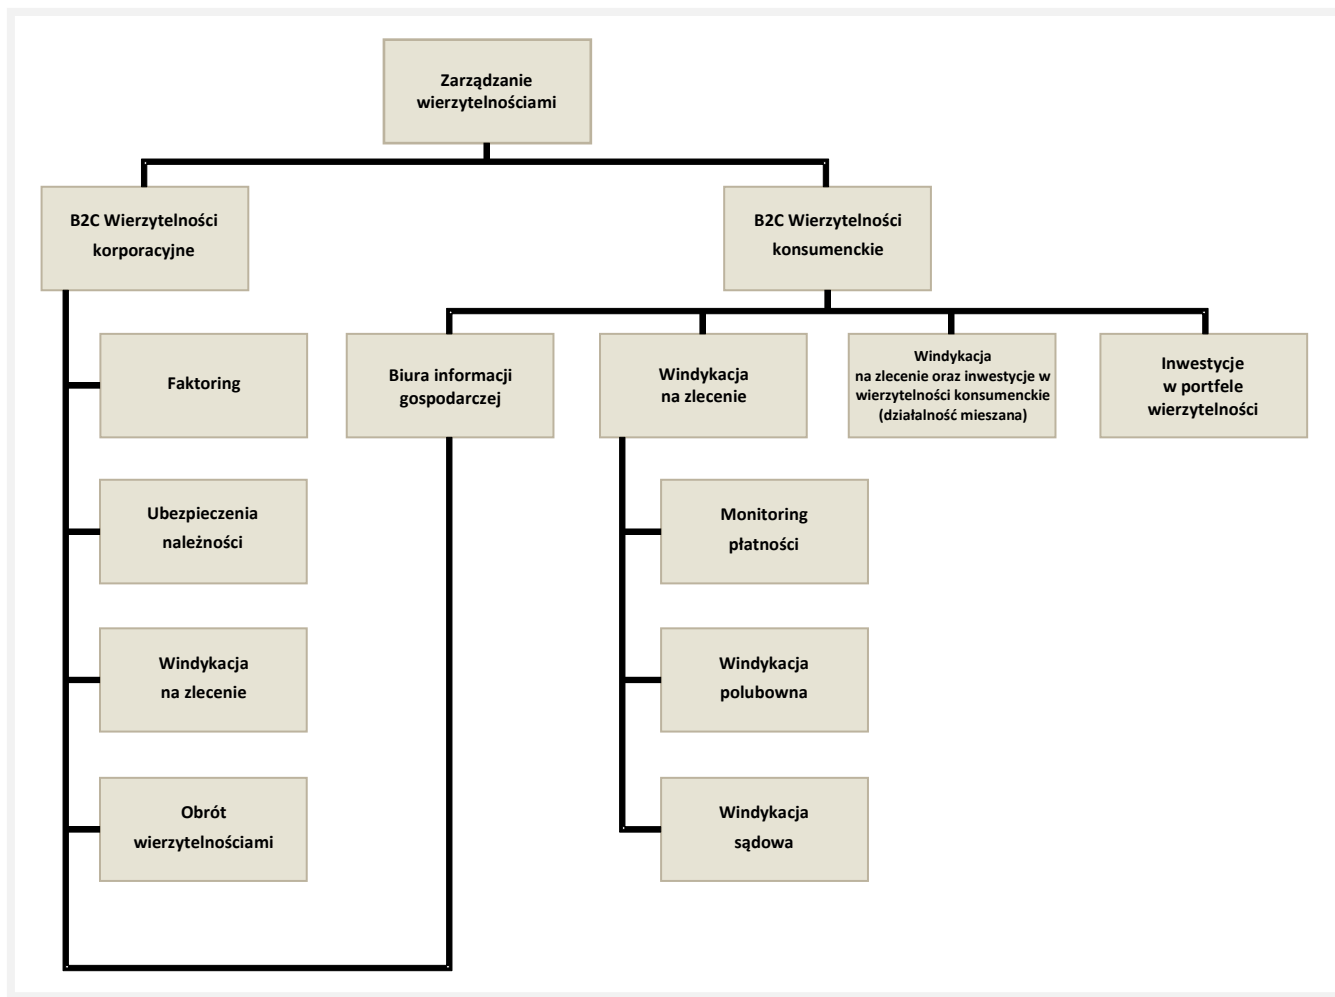 Zarządzanie
wierzytelnościami
B2C Wierzytelności
korporacyjne
B2C Wierzytelności
konsumenckie
Faktoring
Biura informacji
gospodarczej
Windykacja
na zlecenie
Windykacja
na zlecenie oraz inwestycje w
wierzytelności konsumenckie
(działalność mieszana)
Inwestycje
w portfele
wierzytelności
Ubezpieczenia
należności
Monitoring
płatności
Windykacja
na zlecenie
Windykacja
polubowna
Obrót
wierzytelnościami
Windykacja
sądowa